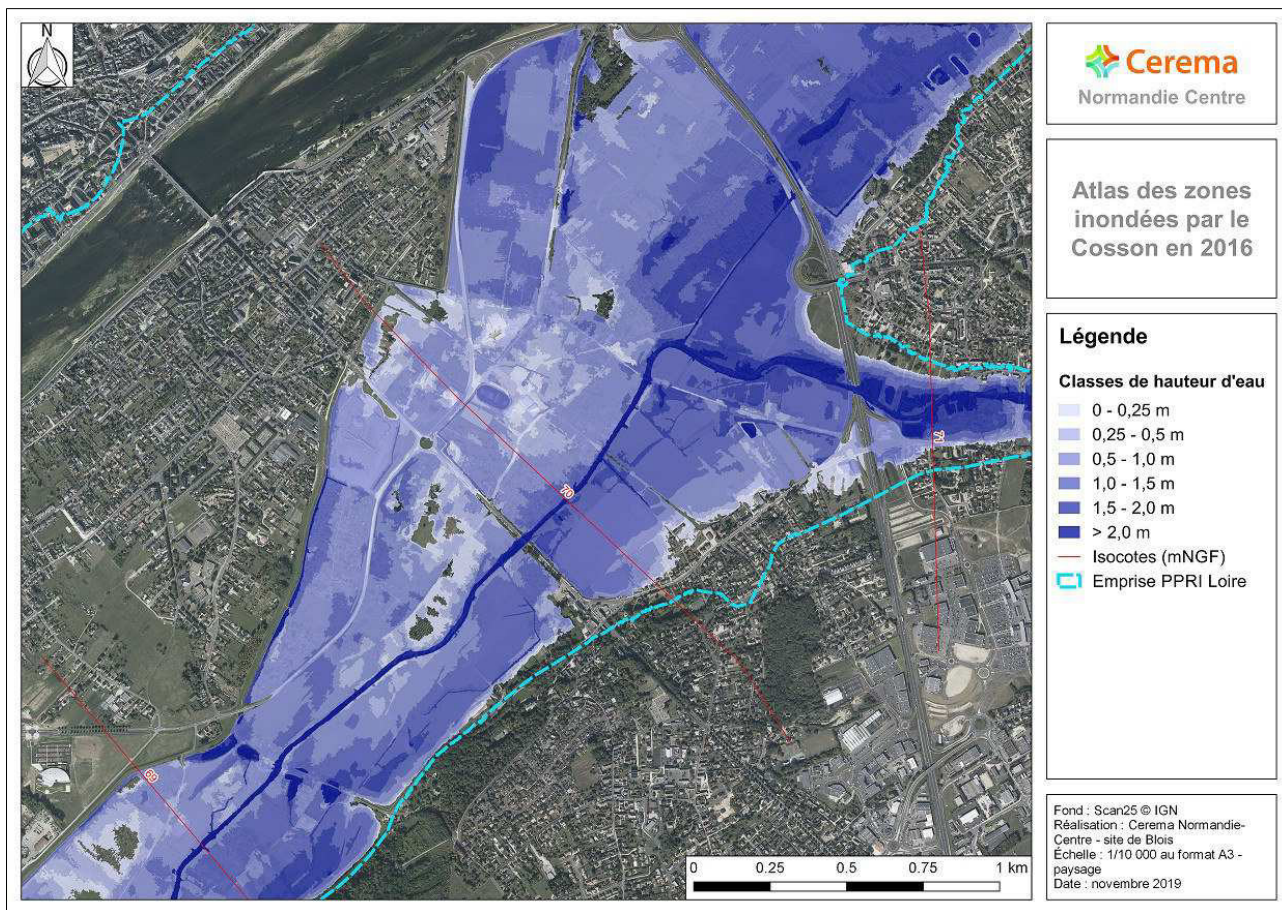 N
Cerema
Normandie Centre
Atlas des zones
inondées par le
Cosson en 2016
Légende
Classes de hauteur d'eau
0 - 0,25 m
0,25 - 0,5 m
0,5 - 1,0 m
1,0 - 1,5 m
1,5 - 2,0 m
> 2,0 m
Isocotes (mNGF)
Emprise PPRI Loire
71
70
69
0 0.25 0.5 0.75 1 km
Fond : Scan25 © IGN
Réalisation : Cerema Normandie-
Centre - site de Blois
Échelle : 1/10 000 au format A3 -
paysage
Date : novembre 2019